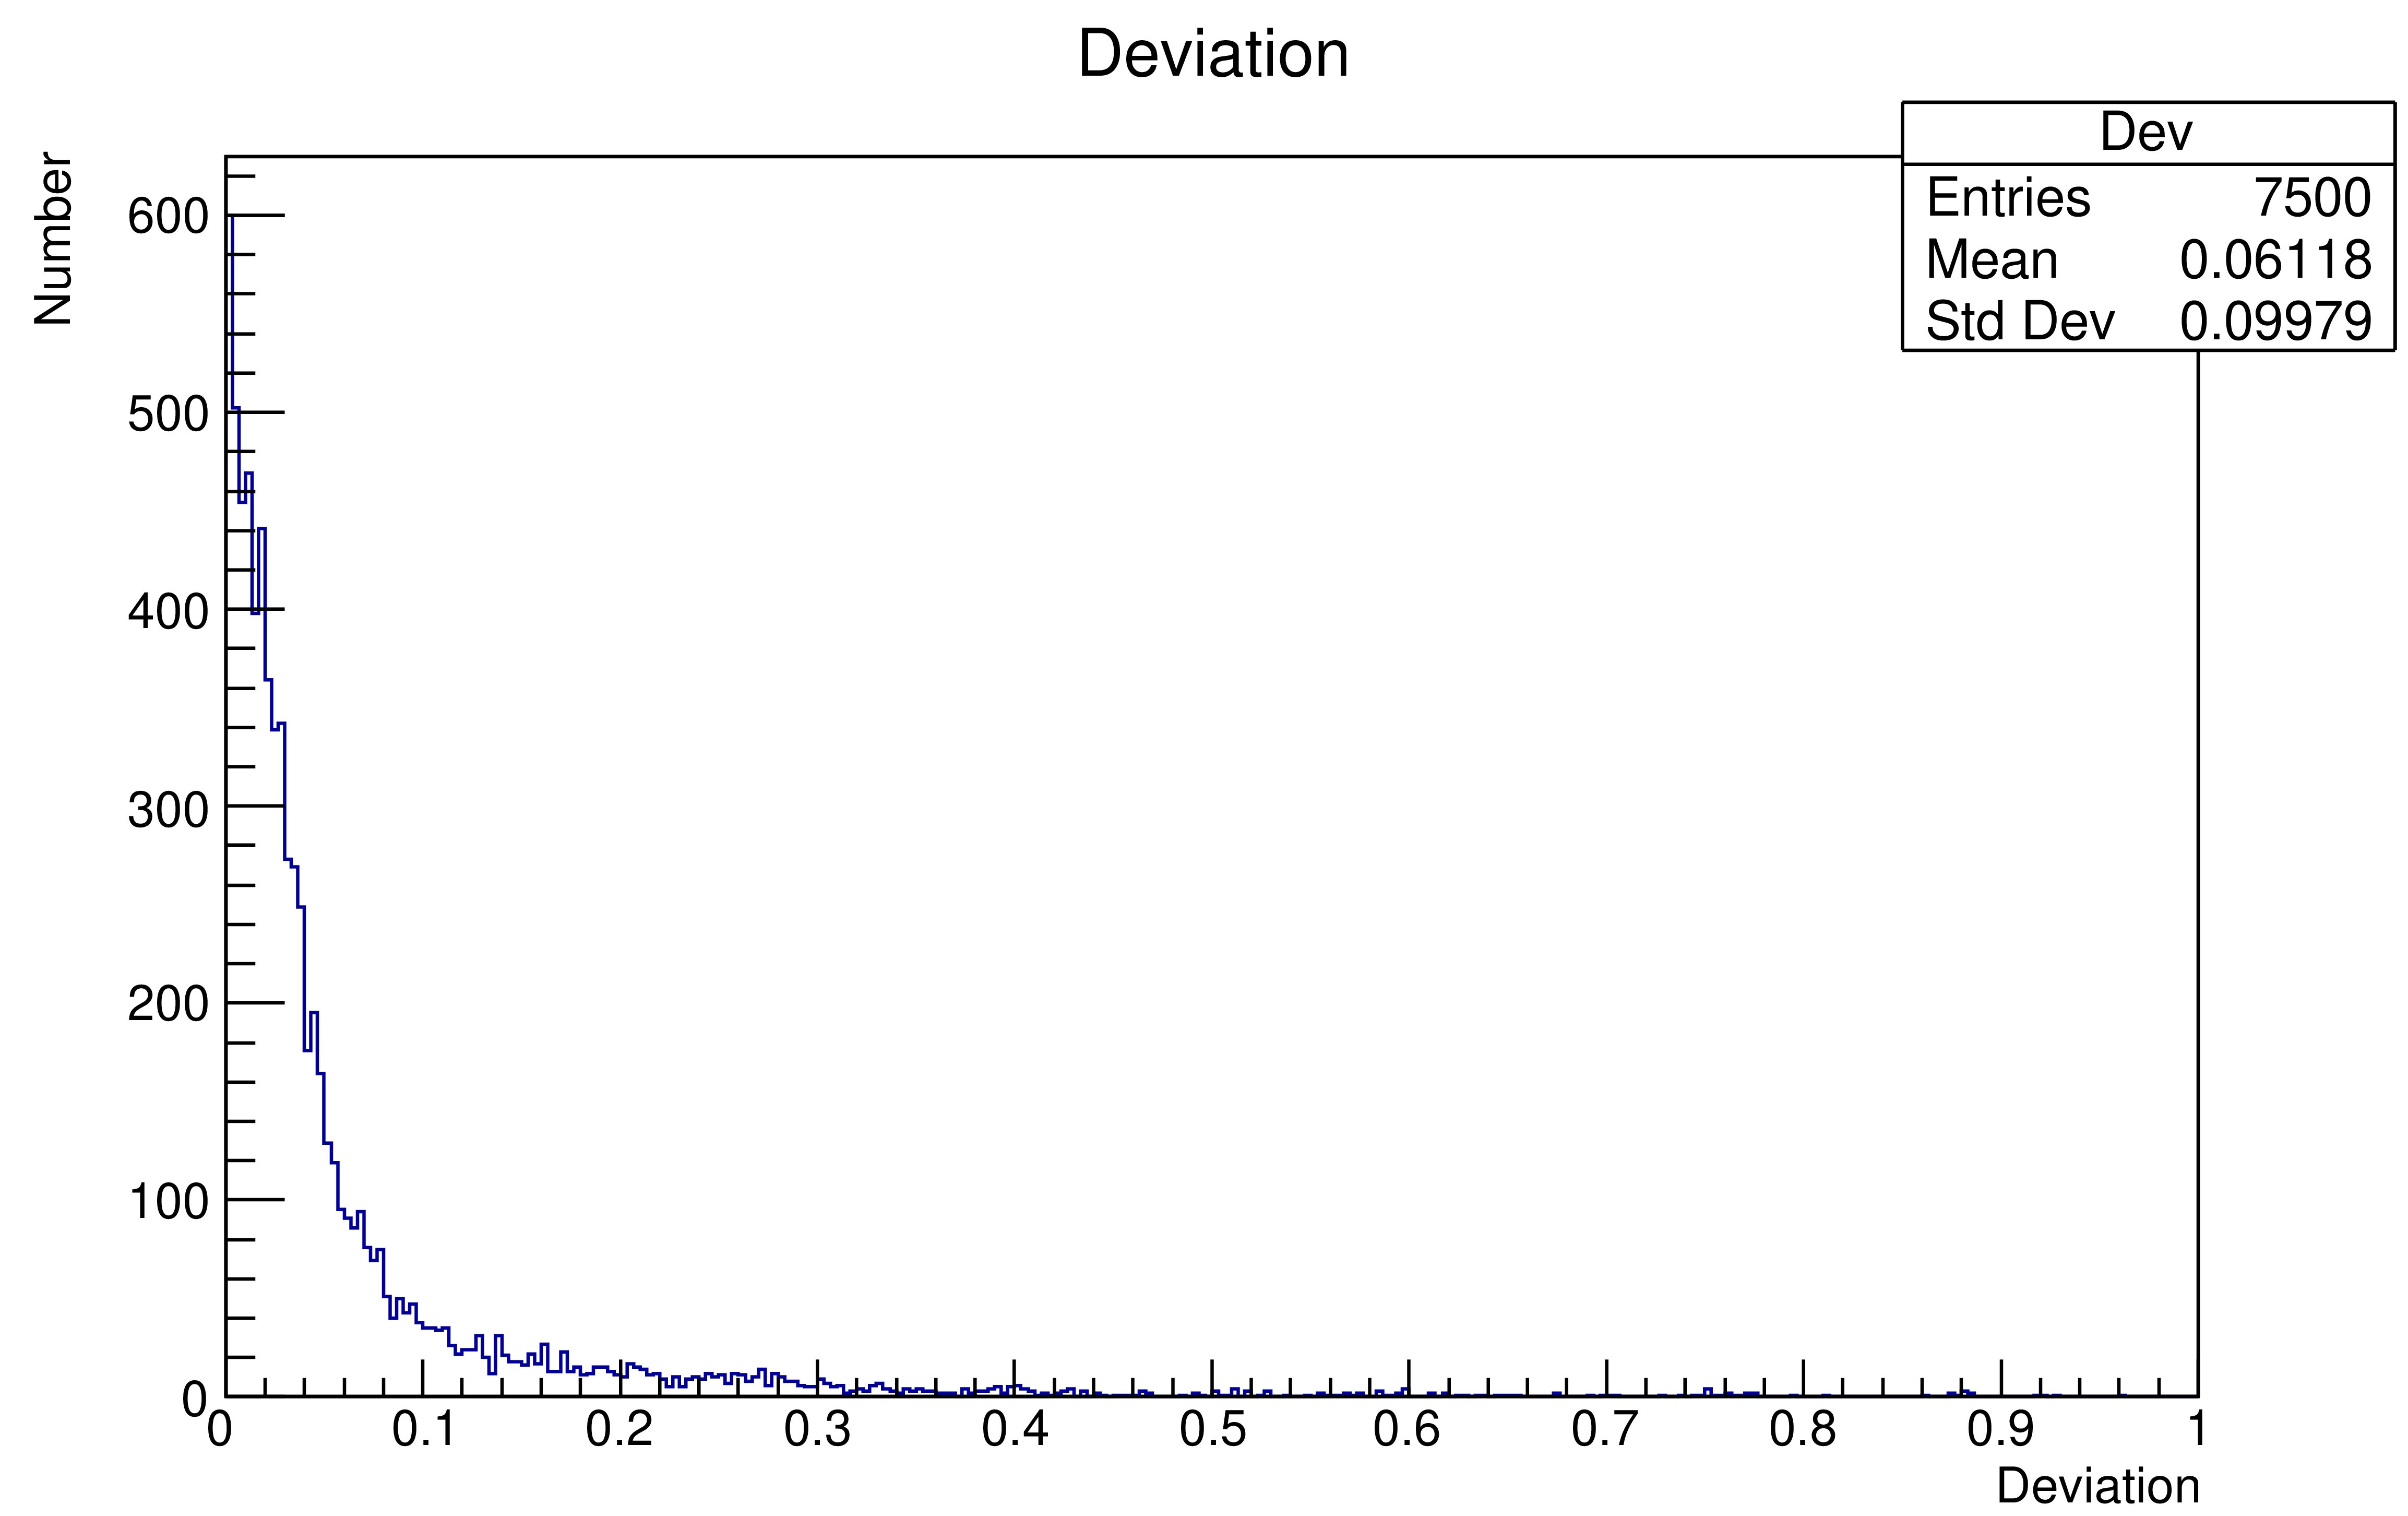 Deviation
Dev
Entries 7500
Mean 0.06118
Std Dev 0.09979
Number
600
500
400
300
200
100
0
0 0.1 0.2 0.3 0.4 0.5 0.6 0.7 0.8 0.9 1
Deviation